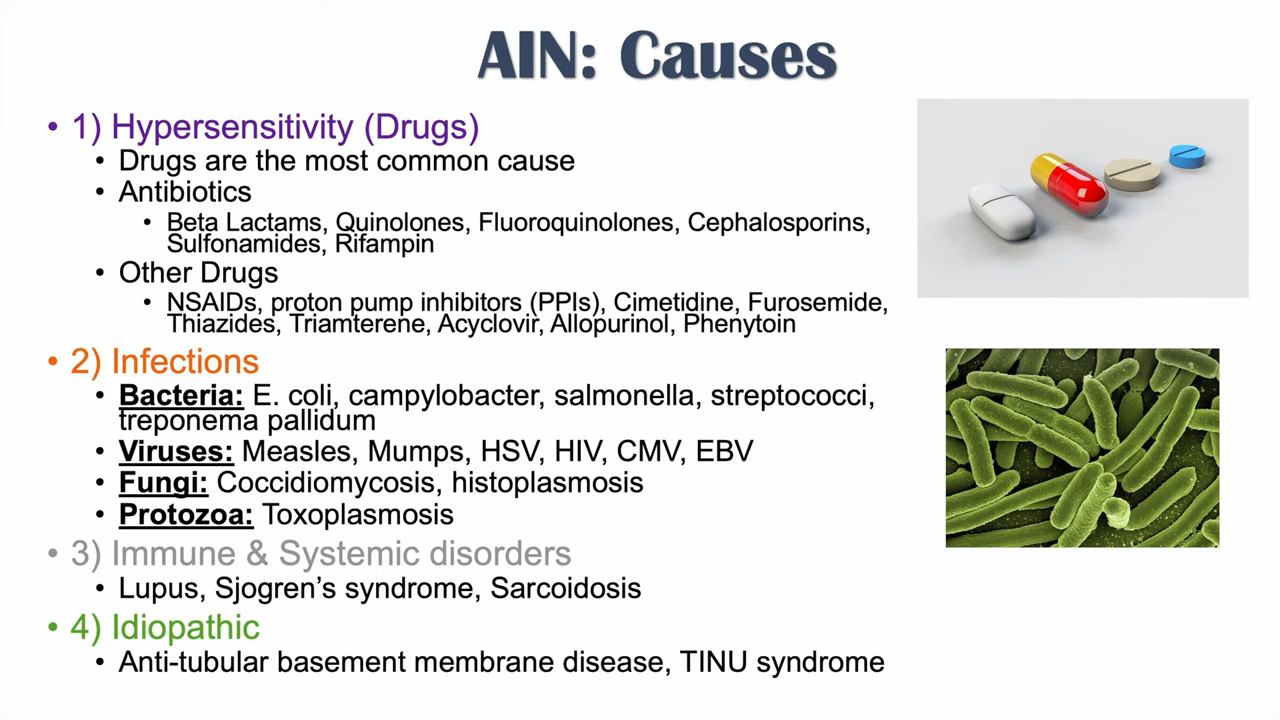 AIN: Causes
• 1) Hypersensitivity (Drugs)
• Drugs are the most common cause
• Antibiotics
• Beta Lactams, Quinolones, Fluoroquinolones, Cephalosporins,
Sulfonamides, Rifampin
• Other Drugs
• NSAIDs, proton pump inhibitors (PPIs), Cimetidine, Furosemide,
Thiazides, Triamterene, Acyclovir, Allopurinol, Phenytoin
• 2) Infections
• Bacteria: E. coli, campylobacter, salmonella, streptococci,
treponema pallidum
• Viruses: Measles, Mumps, HSV, HIV, CMV, EBV
• Fungi: Coccidiomycosis, histoplasmosis
• Protozoa: Toxoplasmosis
• 3) Immune & Systemic disorders
• Lupus, Sjogren’s syndrome, Sarcoidosis
• 4) Idiopathic
• Anti-tubular basement membrane disease, TINU syndrome